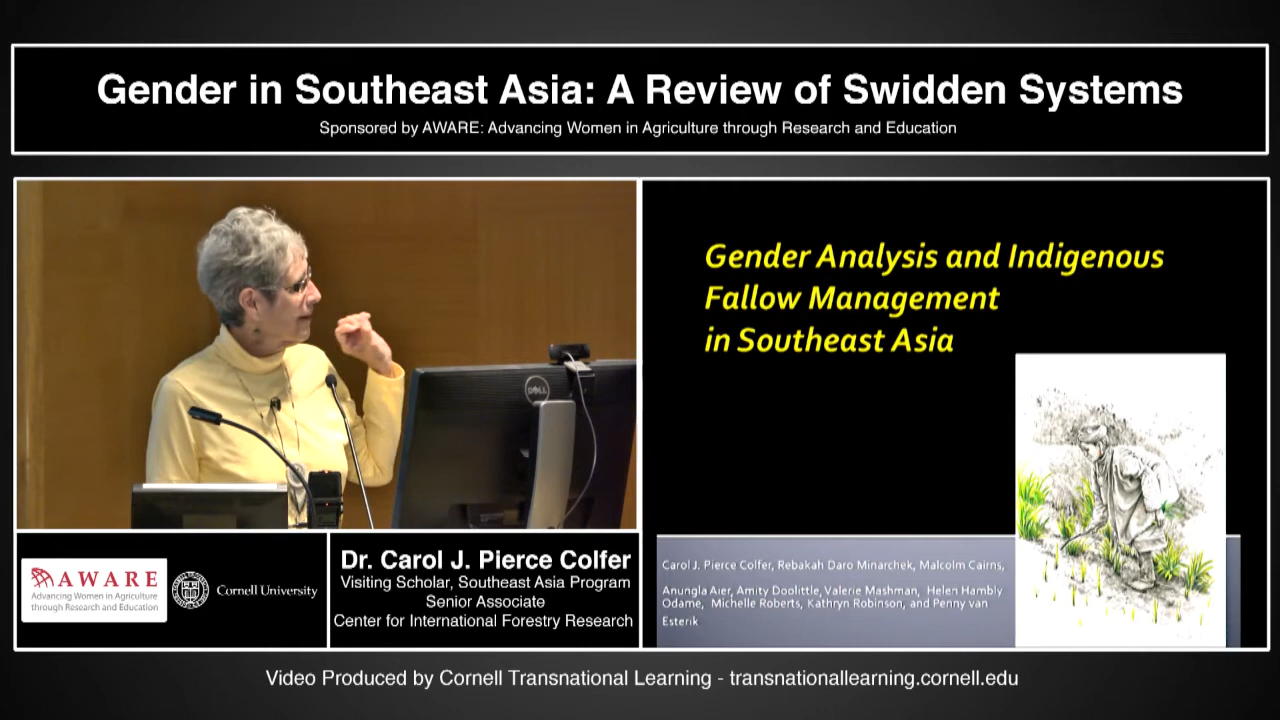 Gender in Southeast Asia: A Review of Swidden Systems
Sponsored by AWARE: Advancing Women in Agriculture through Research and Education
DELL
Gender Analysis and Indigenous
Fallow Management
in Southeast Asia
Carol J. Pierce Colfer, Rebakah Daro Minarchek, Malcolm Cairns,
Anungla Aier, Amity Doolittle, Valerie Mashman, Helen Hambly
Odame, Michelle Roberts, Kathryn Robinson, and Penny van
Esterik
AWARE
Advancing Women in Agriculture
through Research and Education
Cornell University
Dr. Carol J. Pierce Colfer
Visiting Scholar, Southeast Asia Program
Senior Associate
Center for International Forestry Research
Video Produced by Cornell Transnational Learning - transnationallearning.cornell.edu